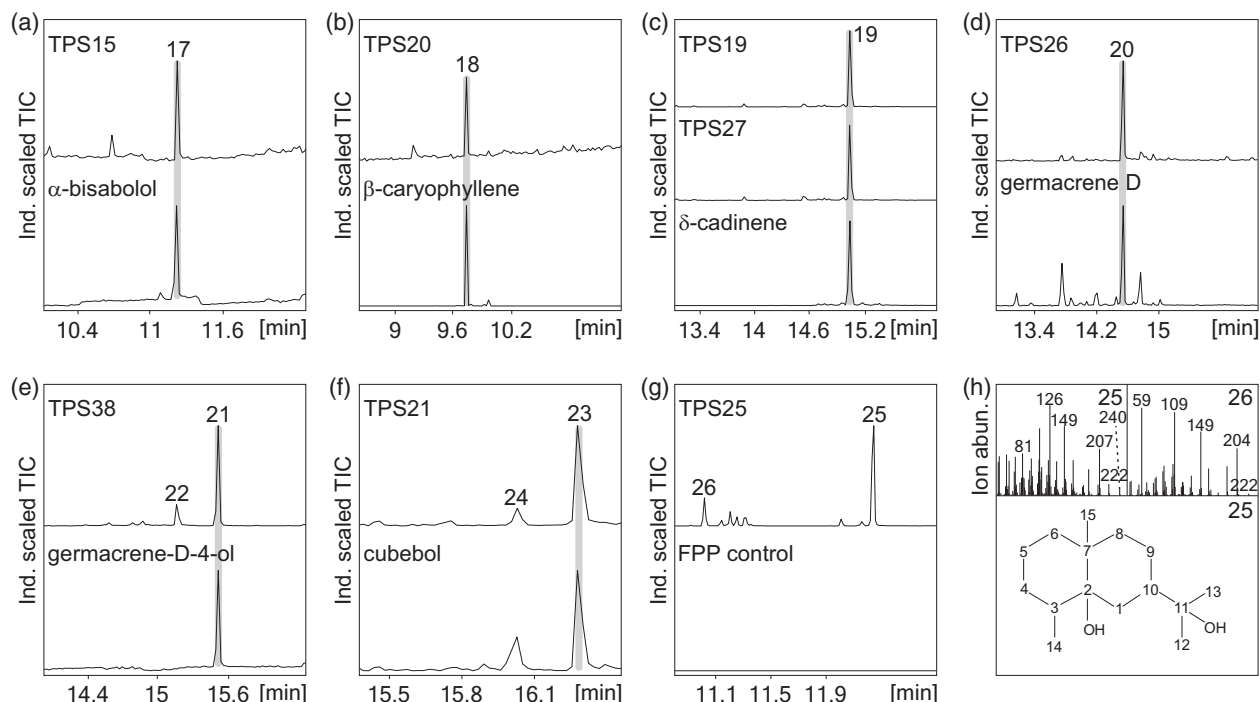 (a)
TPS15
17
α-bisabolol
Ind. scaled TIC
10.4 11 11.6 [min]
(b)
TPS20
18
β-caryophyllene
Ind. scaled TIC
9 9.6 10.2 [min]
(c)
TPS19
19
TPS27
δ-cadinene
Ind. scaled TIC
13.4 14 14.6 15.2 [min]
(d)
TPS26
20
germacrene D
Ind. scaled TIC
13.4 14.2 15 [min]
(e)
TPS38
21
22
germacrene-D-4-ol
Ind. scaled TIC
14.4 15 15.6 [min]
(f)
TPS21
23
24
cubebol
Ind. scaled TIC
15.5 15.8 16.1 [min]
(g)
TPS25
25
26
FPP control
Ind. scaled TIC
11.1 11.5 11.9 [min]
(h)
Ion abun.
126 25 59 109 26
149 240 149
81 207 204
222 222
25
15
6 8
5 7 9
4 2 10 13
3 1 11
OH OH
14 12